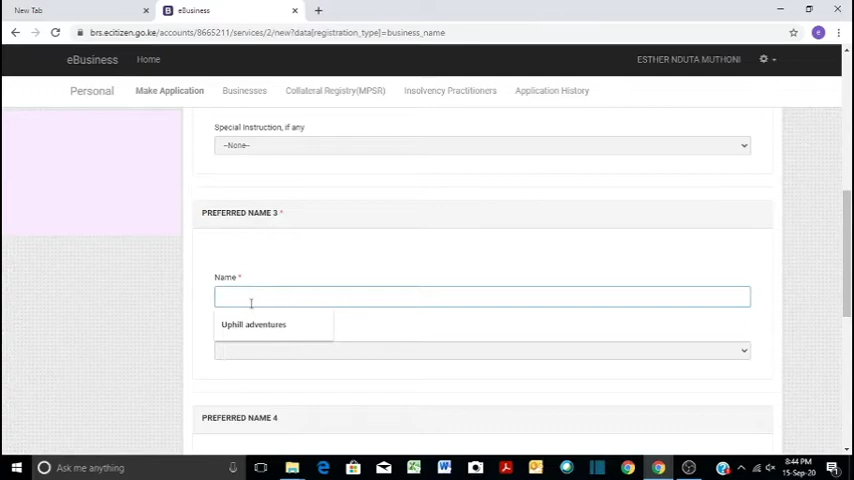 New Tab
eBusiness
brs.ecitizen.go.ke/accounts/8665211/services/2/new?data[registration_type]=business_name
eBusiness Home ESTHER NDUTA MUTHONI
Personal Make Application Businesses Collateral Registry(MPSR) Insolvency Practitioners Application History
Special Instruction, if any
--None--
PREFERRED NAME 3 *
Name *
Uphill adventures
PREFERRED NAME 4
Ask me anything
8:44 PM
15-Sep-20